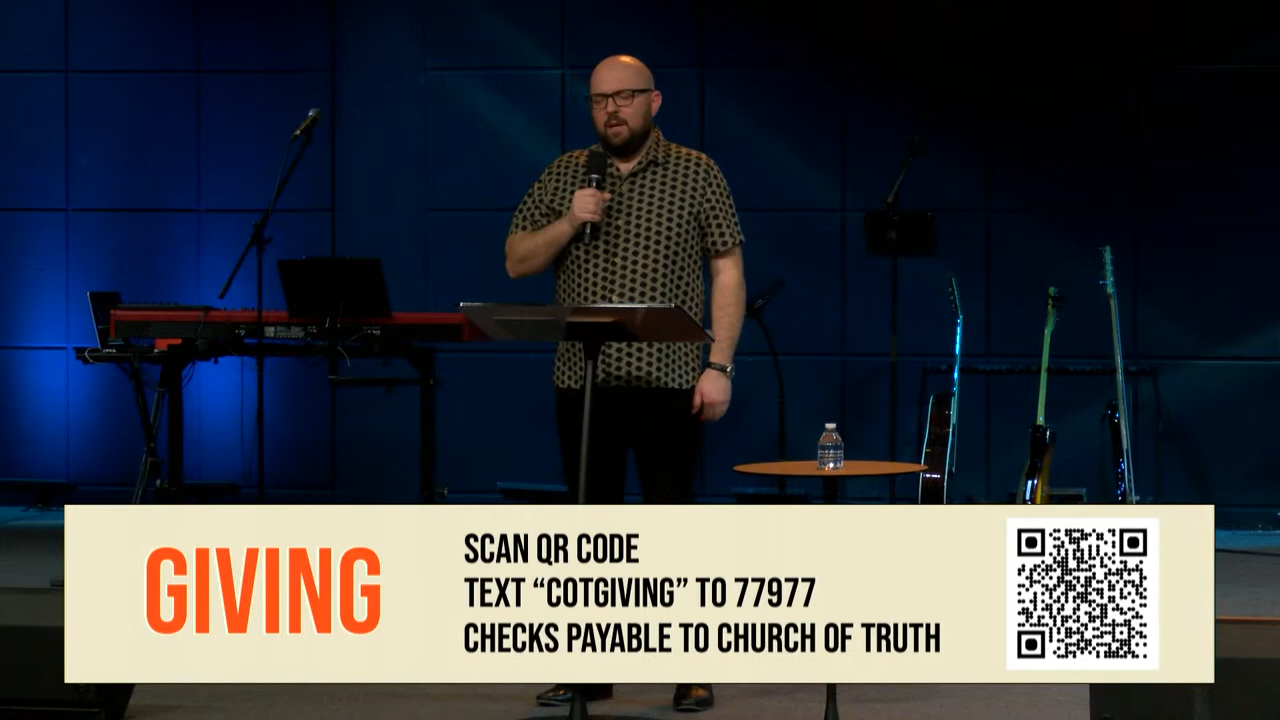 GIVING
SCAN QR CODE
TEXT “COTGIVING” TO 77977
CHECKS PAYABLE TO CHURCH OF TRUTH